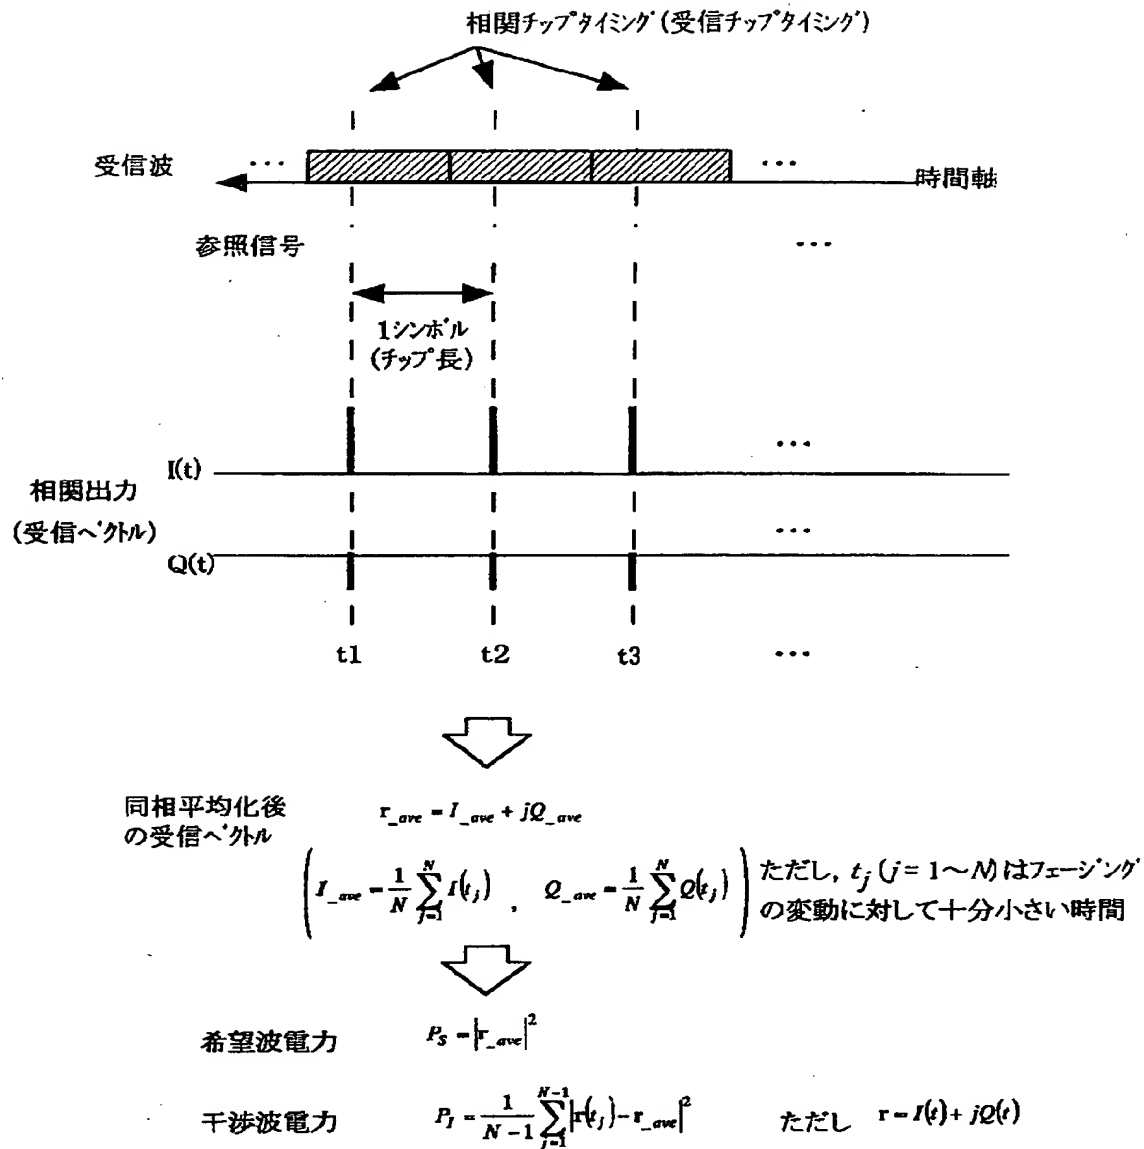 相関チップタイミング(受信チップタイミング)
受信波 … … 時間軸
参照信号 …
1シンボル
(チップ長)
I(t) …
相関出力
(受信ベクトル)
…
Q(t)
t1 t2 t3 …
同相平均化後
の受信ベクトル
r_ave = I_ave + jQ_ave
( I_ave = \frac{1}{N} \sum_{j=1}^{N} I(t_j) , Q_ave = \frac{1}{N} \sum_{j=1}^{N} Q(t_j) )
ただし, t_j (j = 1～N)はフェージング
の変動に対して十分小さい時間
希望波電力 P_S = |r_ave|^2
干渉波電力 P_I = \frac{1}{N-1} \sum_{j=1}^{N-1} |r(t_j) - r_ave|^2 ただし r = I(t) + jQ(t)